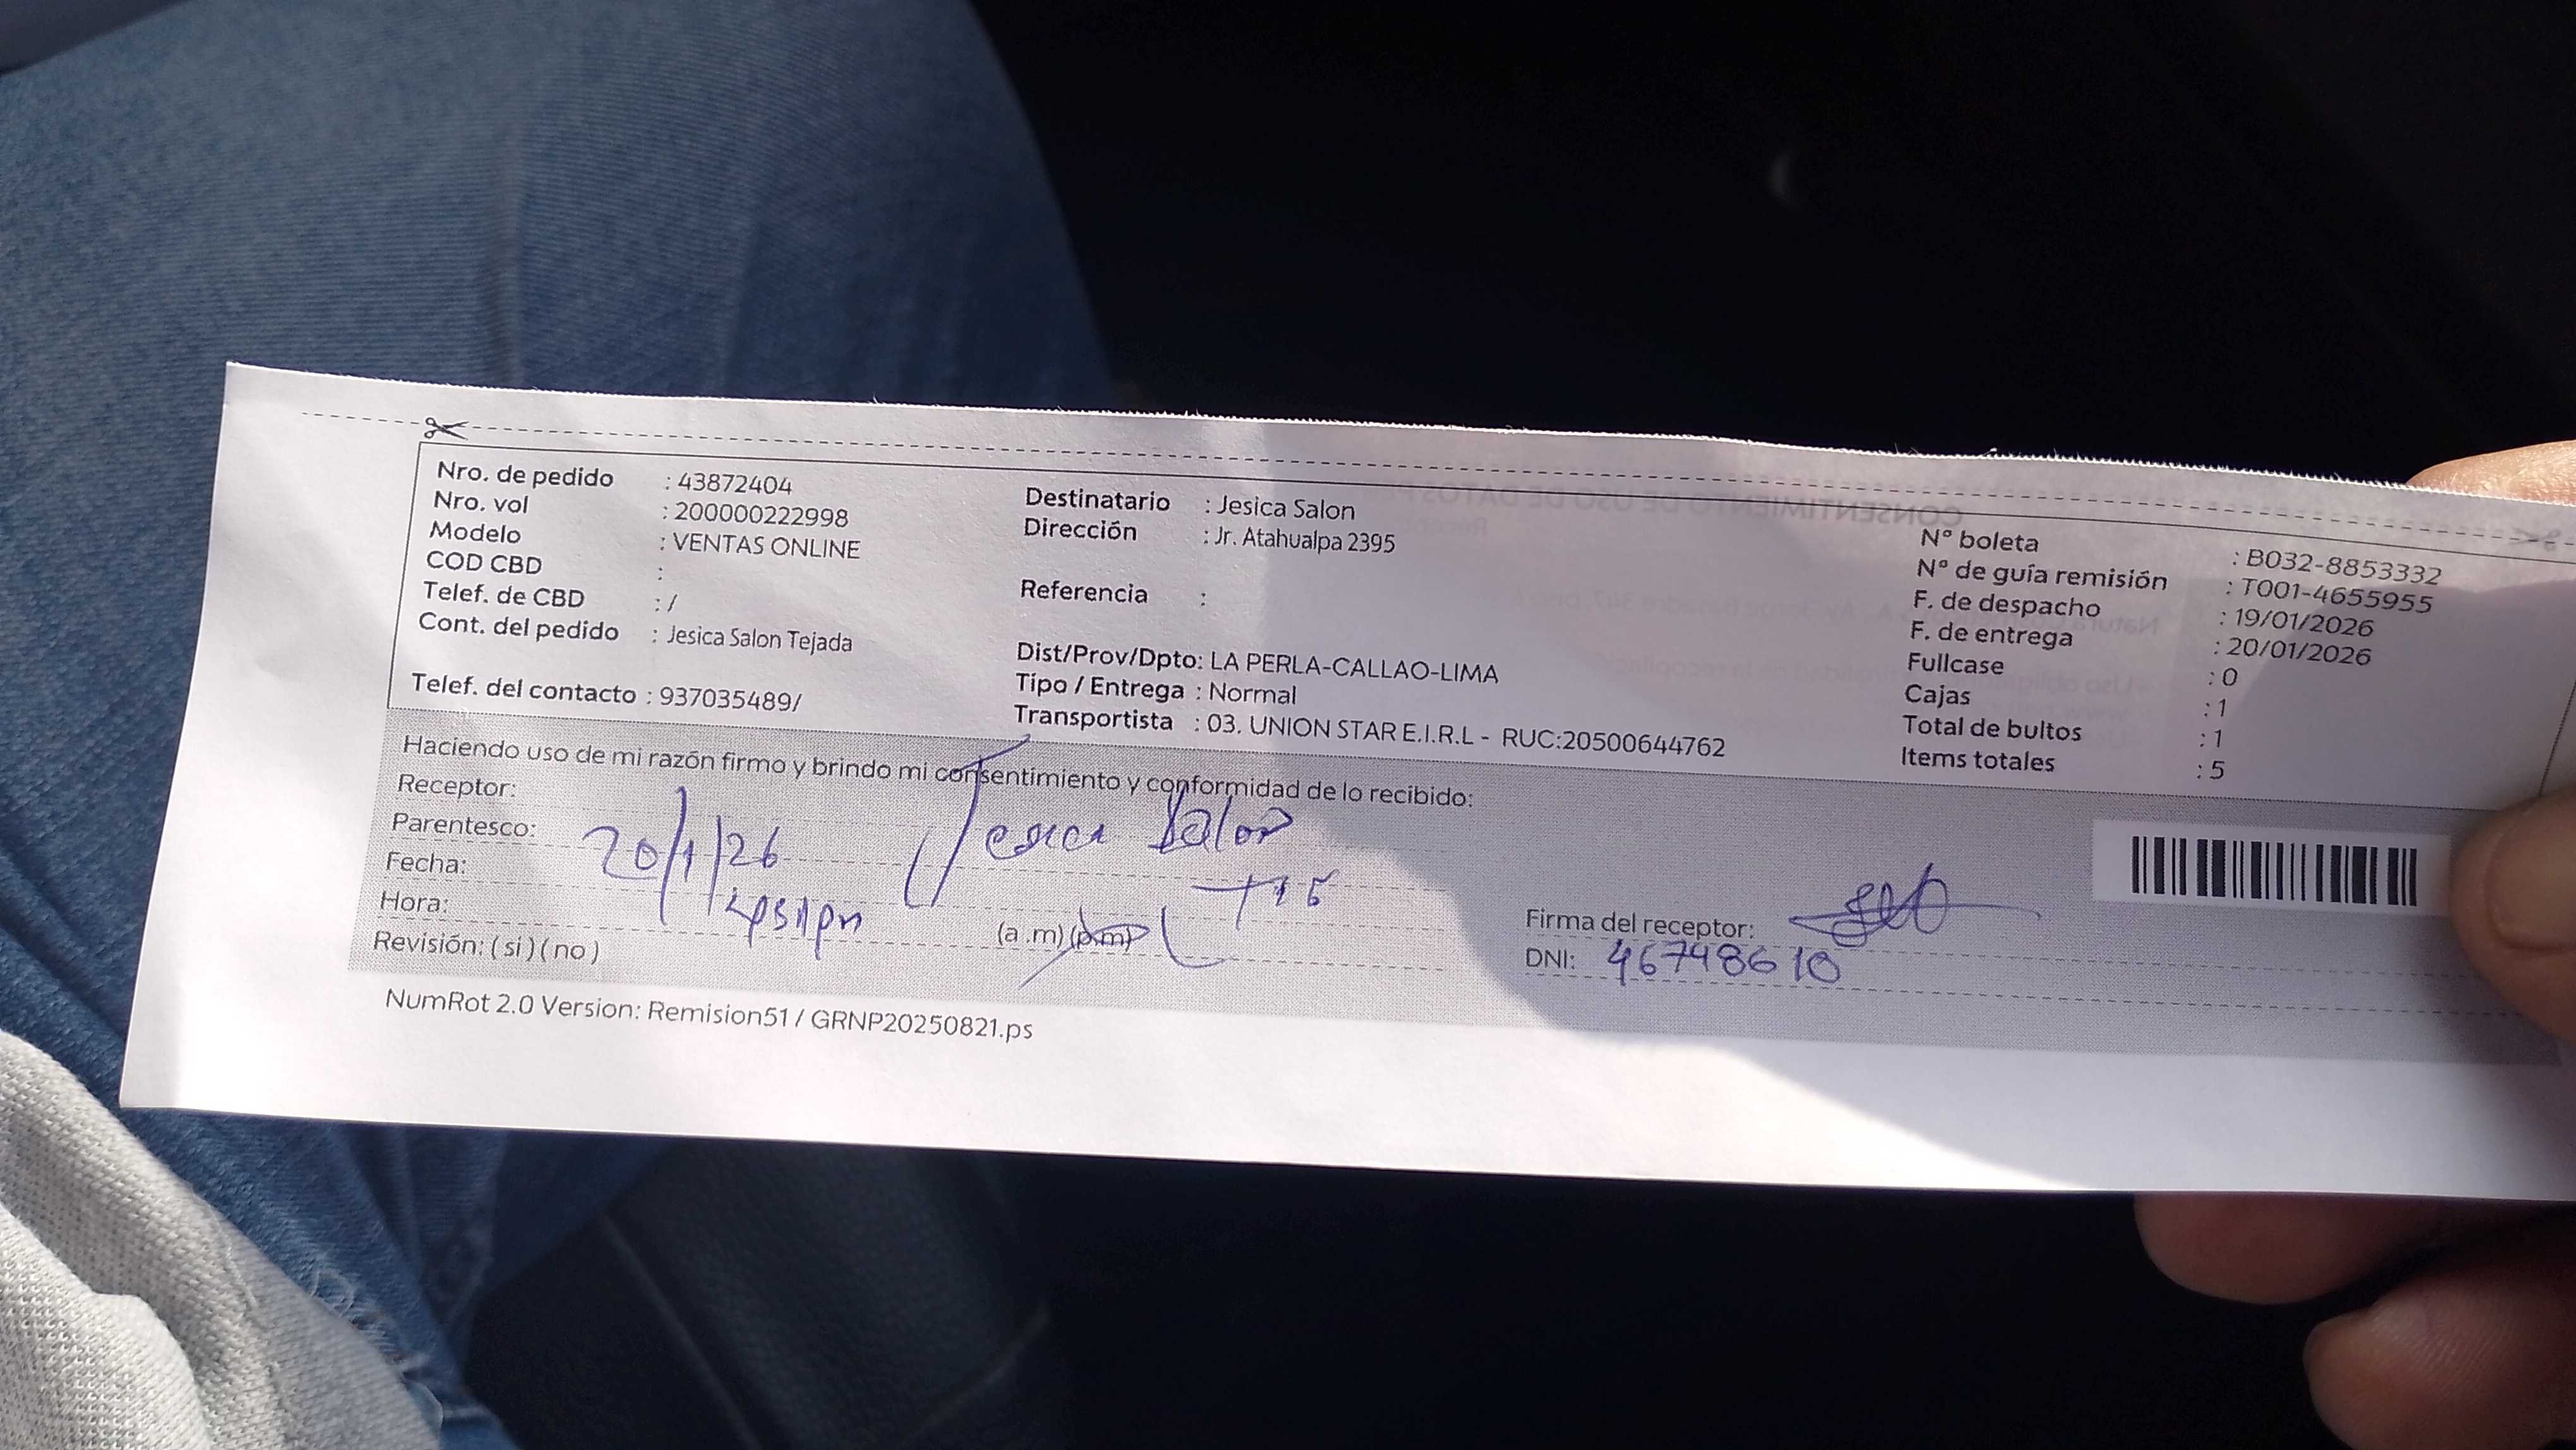 Nro. de pedido : 43872404
Nro. vol : 200000222998
Modelo : VENTAS ONLINE
COD CBD :
Telef. de CBD : /
Cont. del pedido : Jesica Salon Tejada
Telef. del contacto : 937035489/
Destinatario : Jesica Salon
Dirección : Jr. Atahualpa 2395
Referencia :
Dist/Prov/Dpto: LA PERLA-CALLAO-LIMA
Tipo / Entrega : Normal
Transportista : 03. UNION STAR E.I.R.L - RUC:20500644762
N° boleta : B032-8853332
N° de guía remisión : T001-4655955
F. de despacho : 19/01/2026
F. de entrega : 20/01/2026
Fullcase : 0
Cajas : 1
Total de bultos : 1
Items totales : 5
Haciendo uso de mi razón firmo y brindo mi consentimiento y conformidad de lo recibido:
Receptor: Jesica Salon
Parentesco:
Fecha: 20/1/26
Hora: (a .m) (p.m)
Revisión: ( si ) ( no )
Firma del receptor:
DNI: 46748610
NumRot 2.0 Version: Remision51 / GRNP20250821.ps